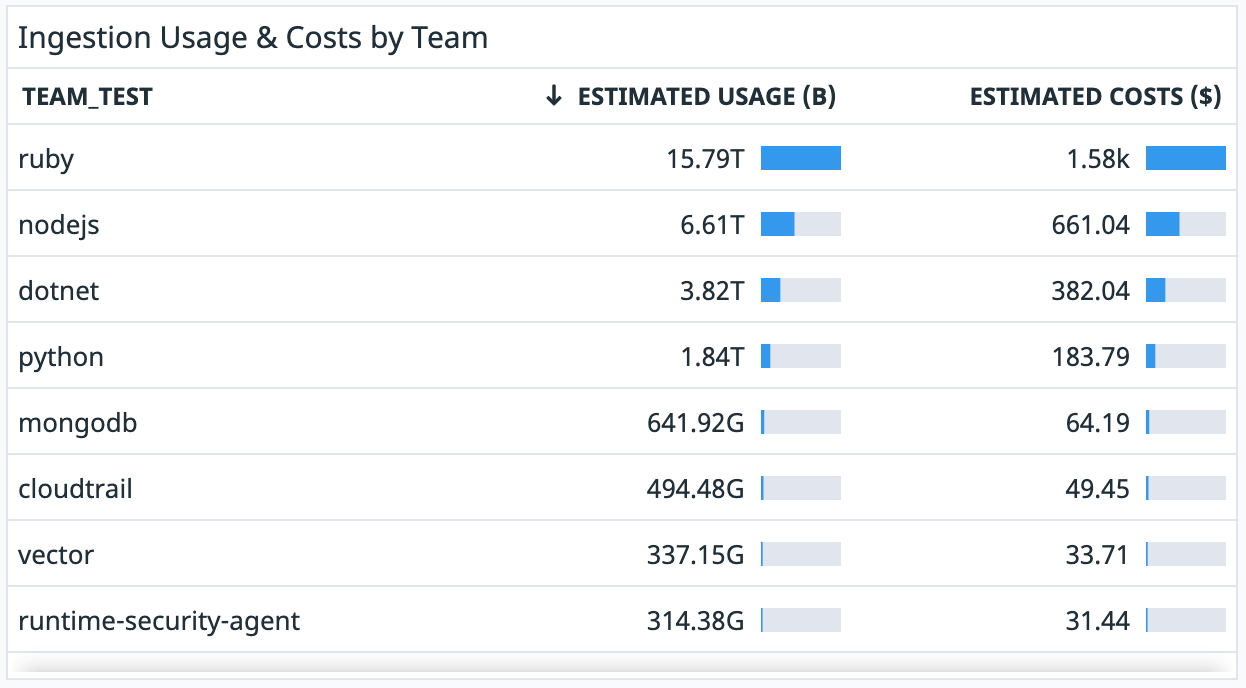 Ingestion Usage & Costs by Team
TEAM_TEST ↓ ESTIMATED USAGE (B) ESTIMATED COSTS ($)
ruby 15.79T 1.58k
nodejs 6.61T 661.04
dotnet 3.82T 382.04
python 1.84T 183.79
mongodb 641.92G 64.19
cloudtrail 494.48G 49.45
vector 337.15G 33.71
runtime-security-agent 314.38G 31.44